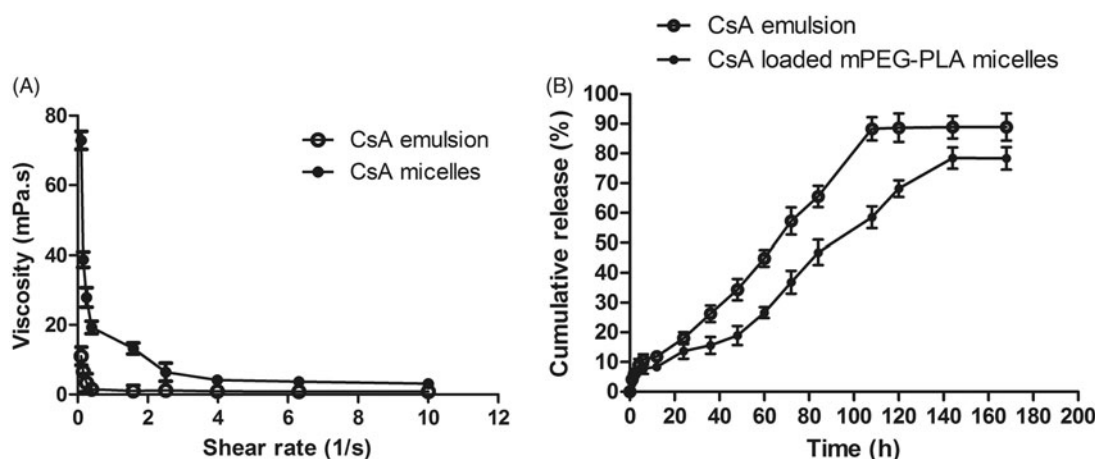 (A)
80
60
40
20
0
Viscosity (mPa.s)
CsA emulsion
CsA micelles
0 2 4 6 8 10 12
Shear rate (1/s)
CsA emulsion
CsA loaded mPEG-PLA micelles
(B)
100
90
80
70
60
50
40
30
20
10
0
Cumulative release (%)
0 20 40 60 80 100 120 140 160 180 200
Time (h)